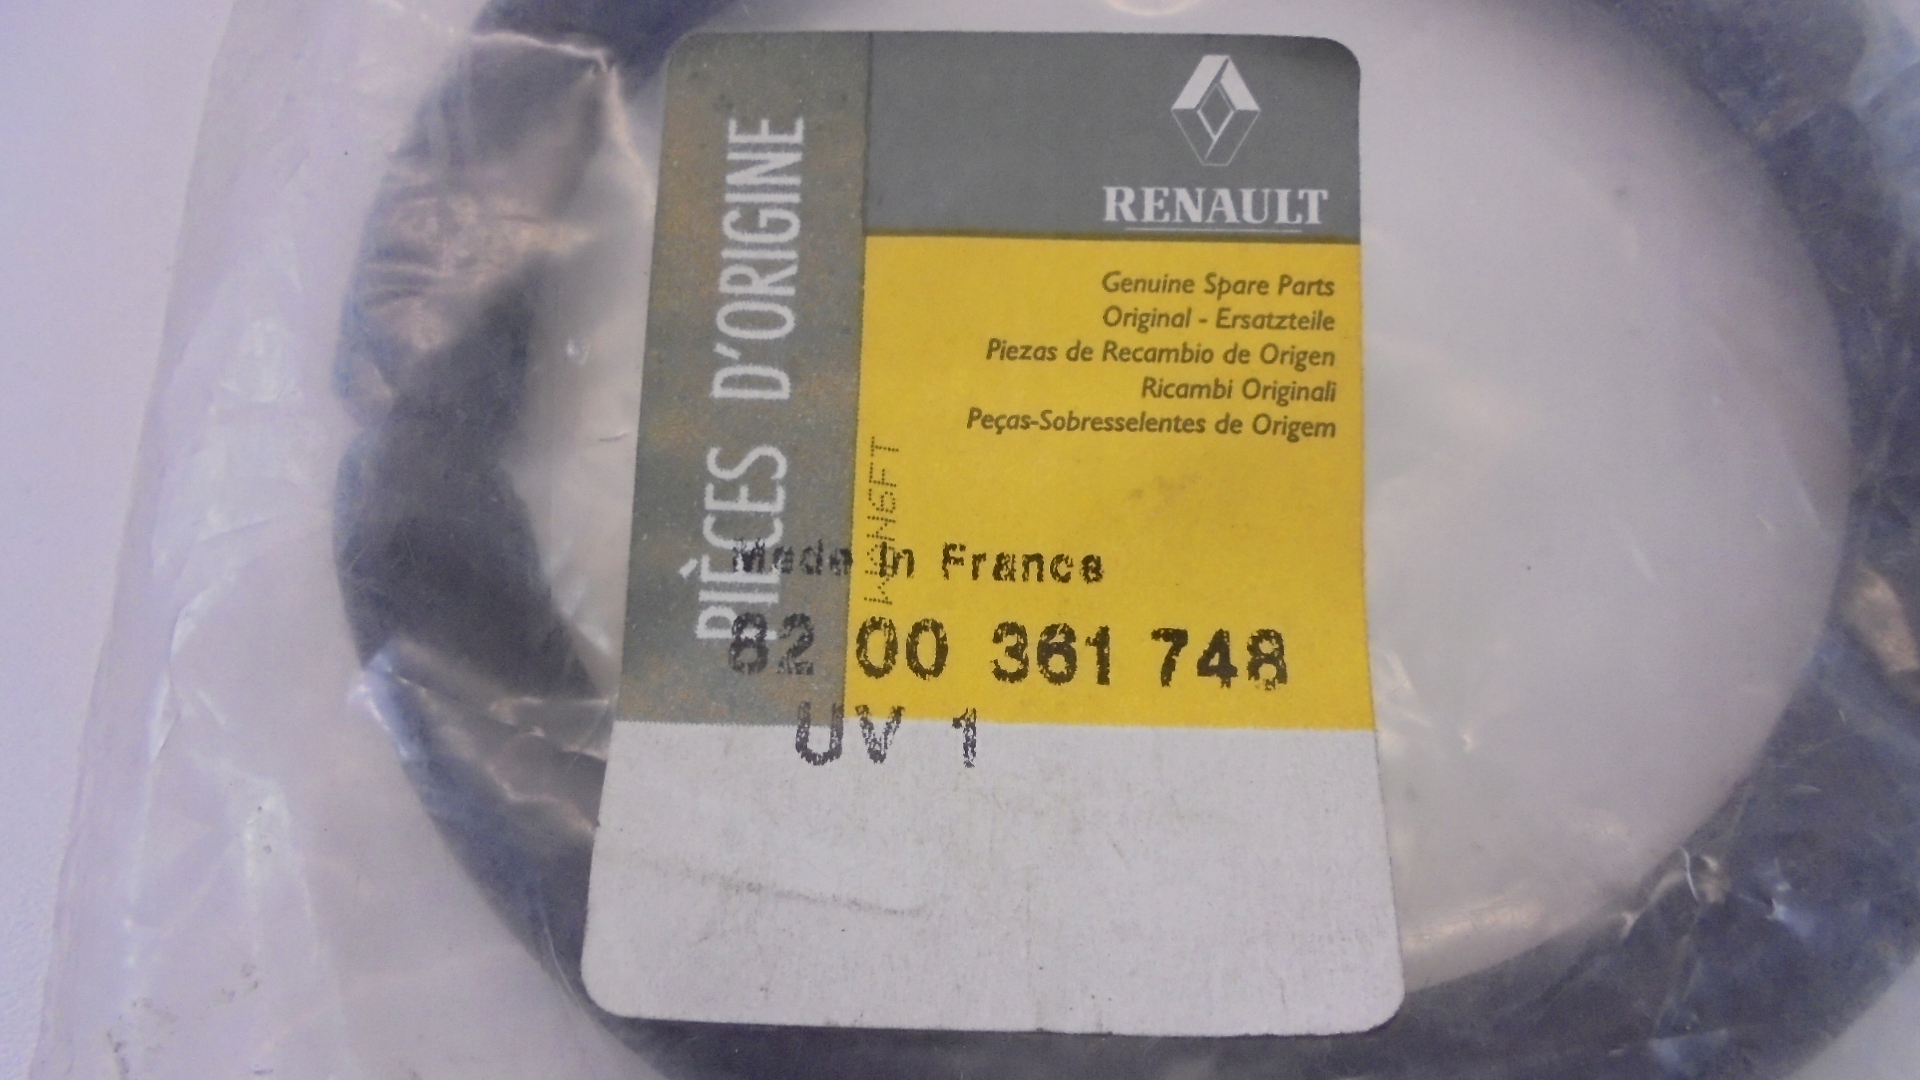 PIÈCES D'ORIGINE
RENAULT
Genuine Spare Parts
Original - Ersatzteile
Piezas de Recambio de Origen
Ricambi Originali
Peças-Sobresselentes de Origem
Made In France
82 00 361 748
UV 1